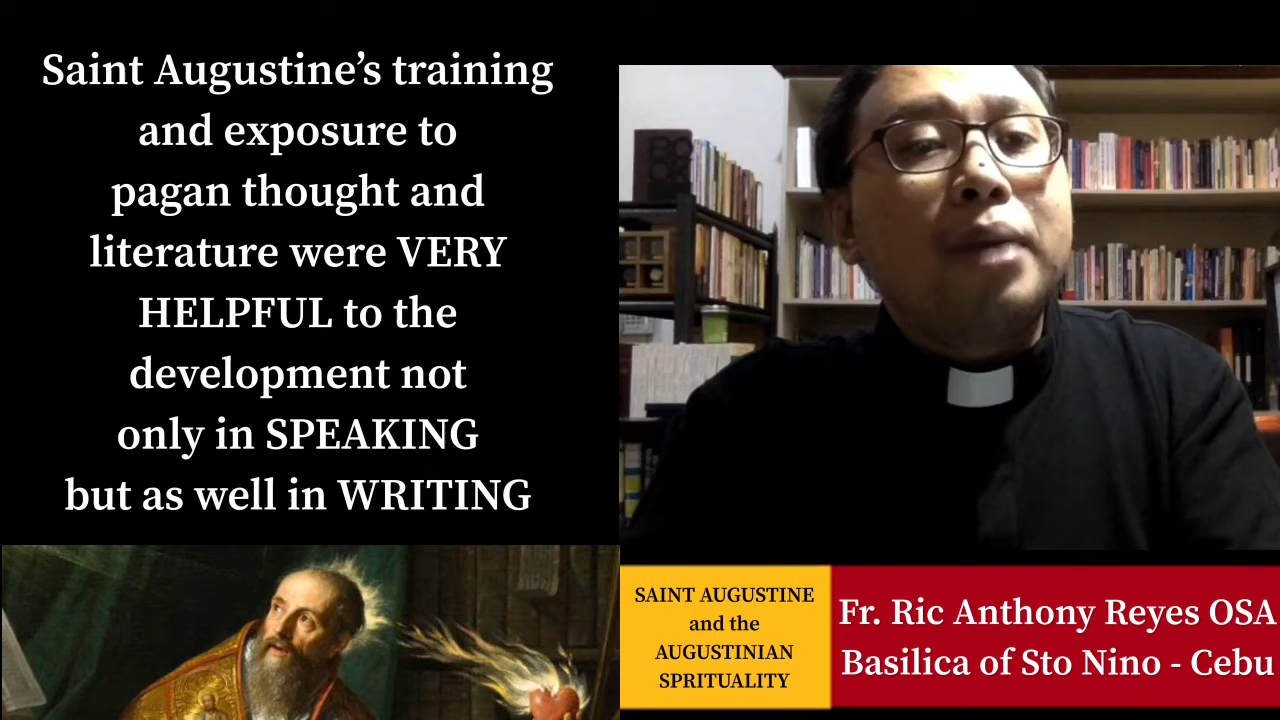 Saint Augustine’s training
and exposure to
pagan thought and
literature were VERY
HELPFUL to the
development not
only in SPEAKING
but as well in WRITING
SAINT AUGUSTINE
and the
AUGUSTINIAN
SPRITUALITY
Fr. Ric Anthony Reyes OSA
Basilica of Sto Nino - Cebu